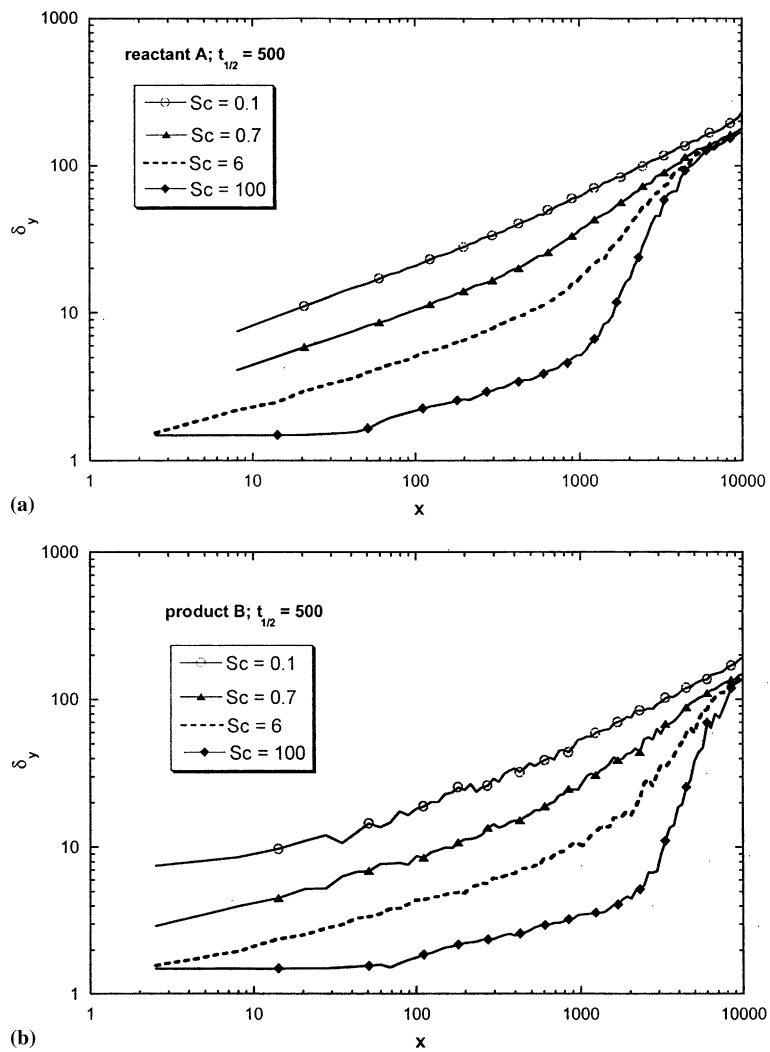 1000
reactant A; t1/2 = 500
Sc = 0.1
Sc = 0.7
Sc = 6
Sc = 100
100
δy
10
1
1 10 100 1000 10000
(a)
x
1000
product B; t1/2 = 500
Sc = 0.1
Sc = 0.7
Sc = 6
Sc = 100
100
δy
10
1
1 10 100 1000 10000
(b)
x